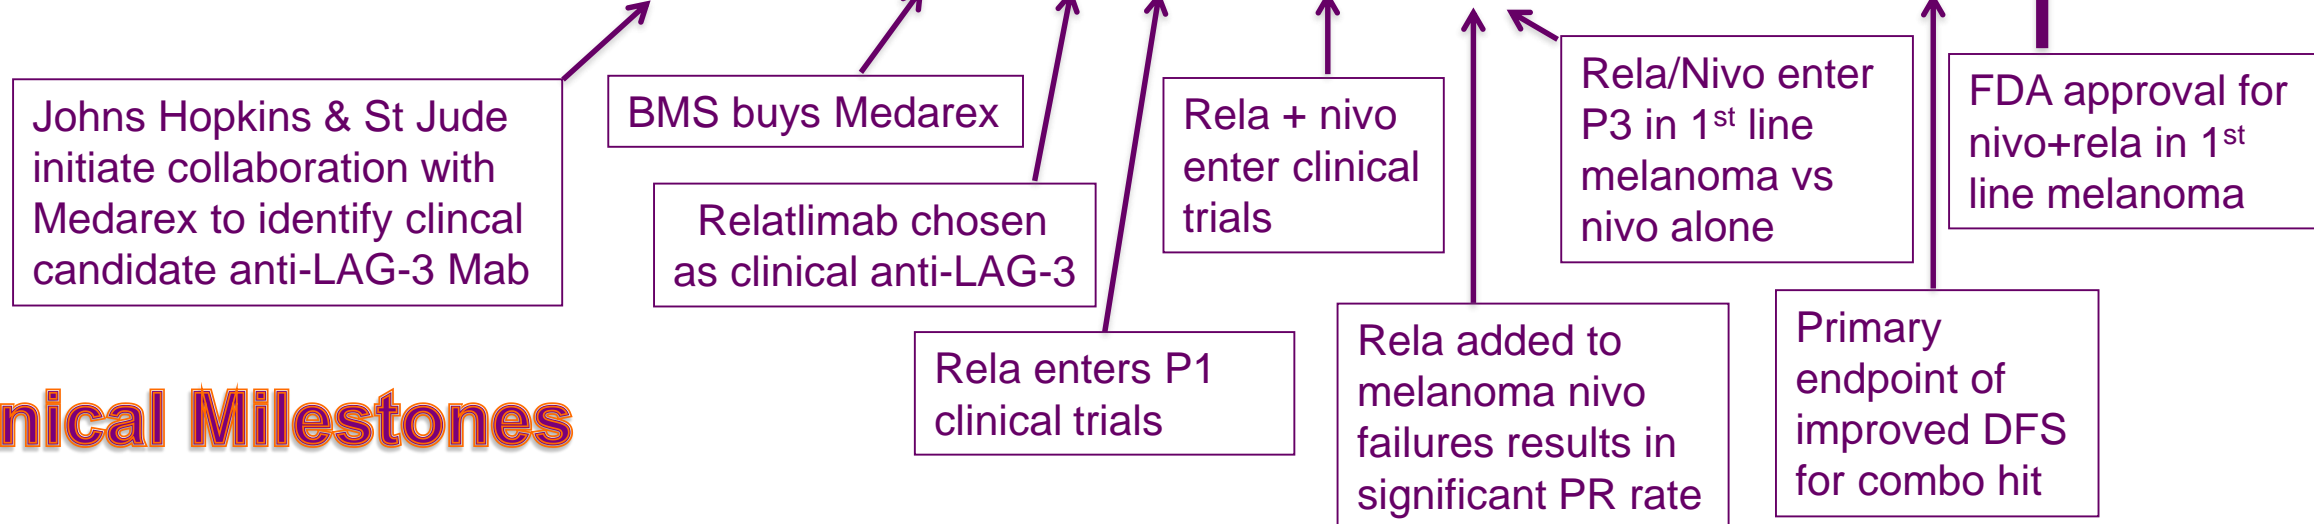 Johns Hopkins & St Jude
initiate collaboration with
Medarex to identify clincal
candidate anti-LAG-3 Mab
BMS buys Medarex
Relatlimab chosen
as clinical anti-LAG-3
Rela enters P1
clinical trials
Rela + nivo
enter clinical
trials
Rela added to
melanoma nivo
failures results in
significant PR rate
Rela/Nivo enter
P3 in 1st line
melanoma vs
nivo alone
Primary
endpoint of
improved DFS
for combo hit
FDA approval for
nivo+rela in 1st
line melanoma
nical Milestones